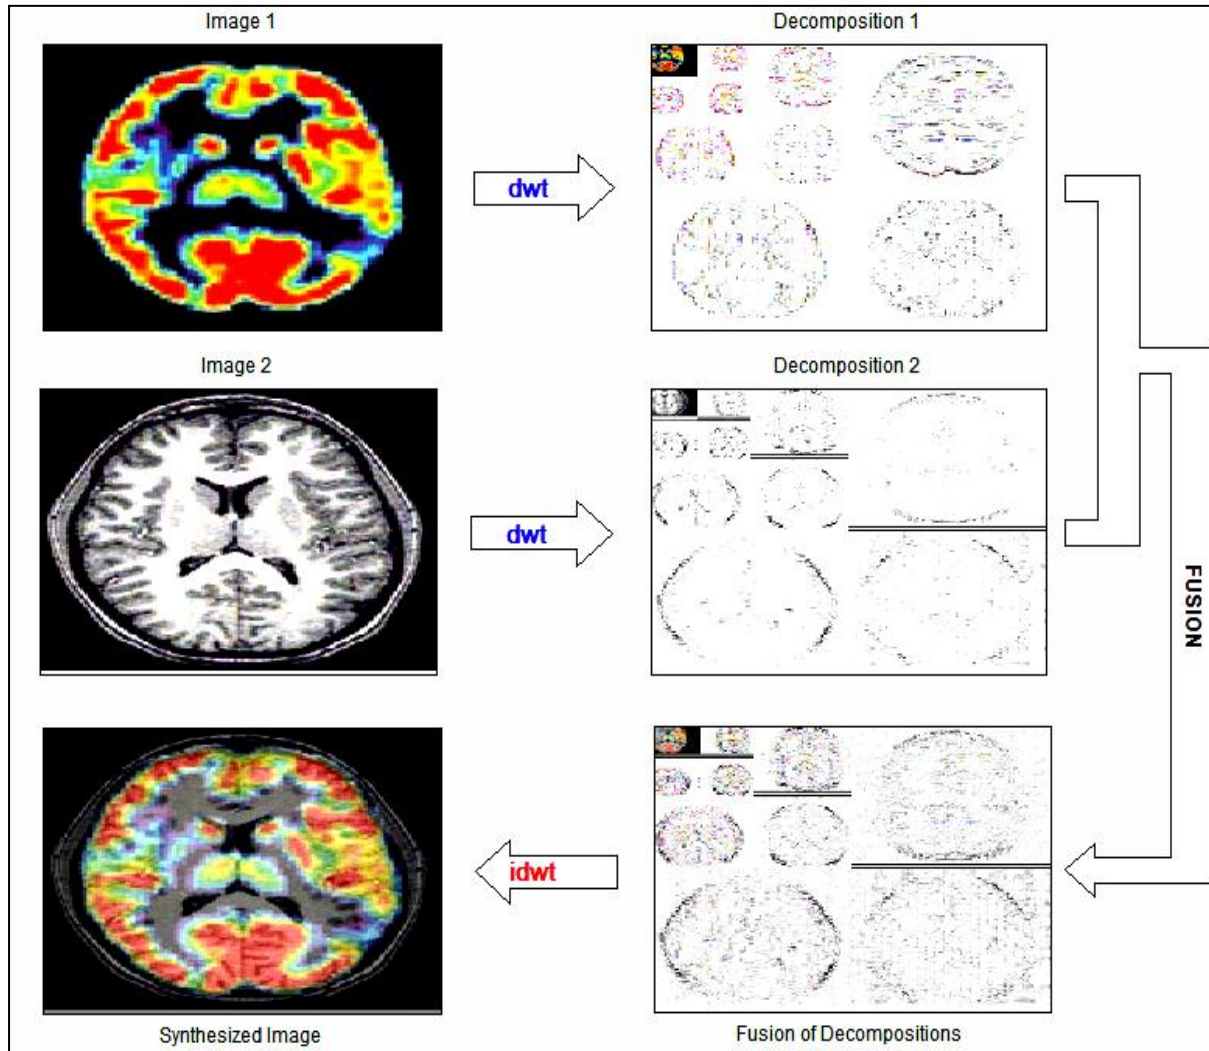 Image 1
Decomposition 1
dwt
Image 2
Decomposition 2
dwt
FUSION
idwt
Synthesized Image
Fusion of Decompositions